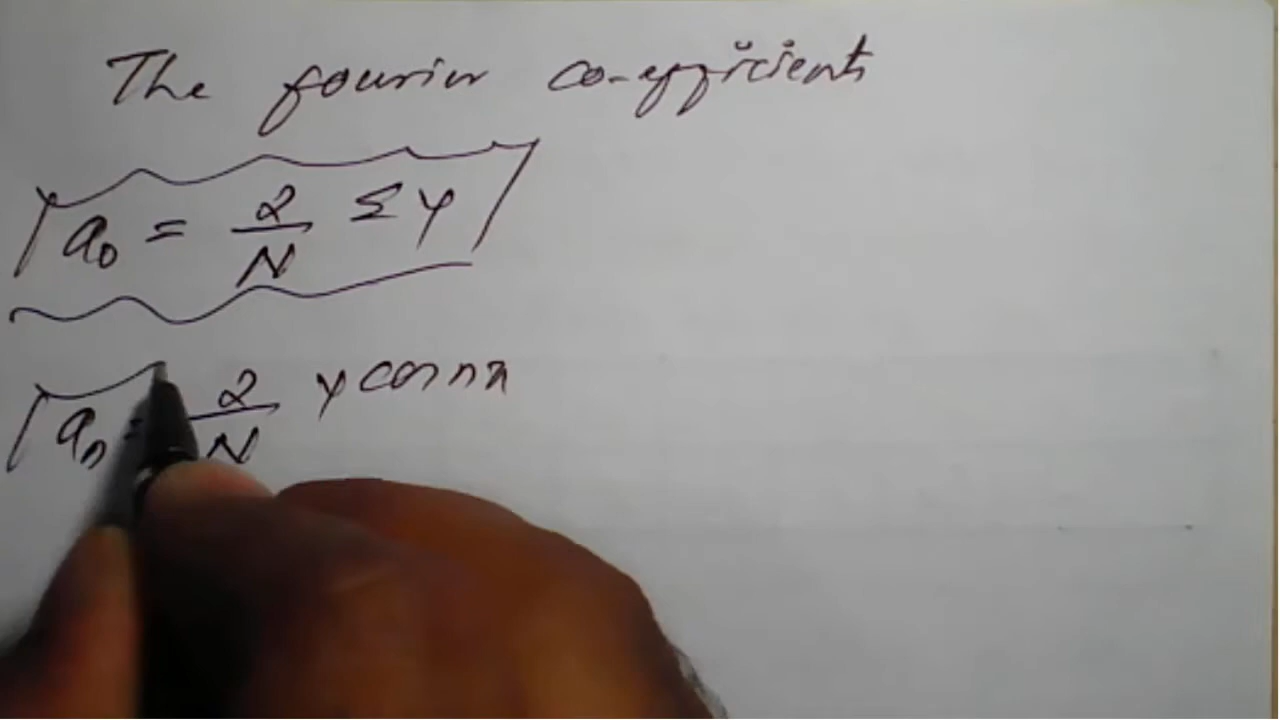 The fourier co-efficients
a₀ = 2/N Σy
aₙ = 2/N y cos nx